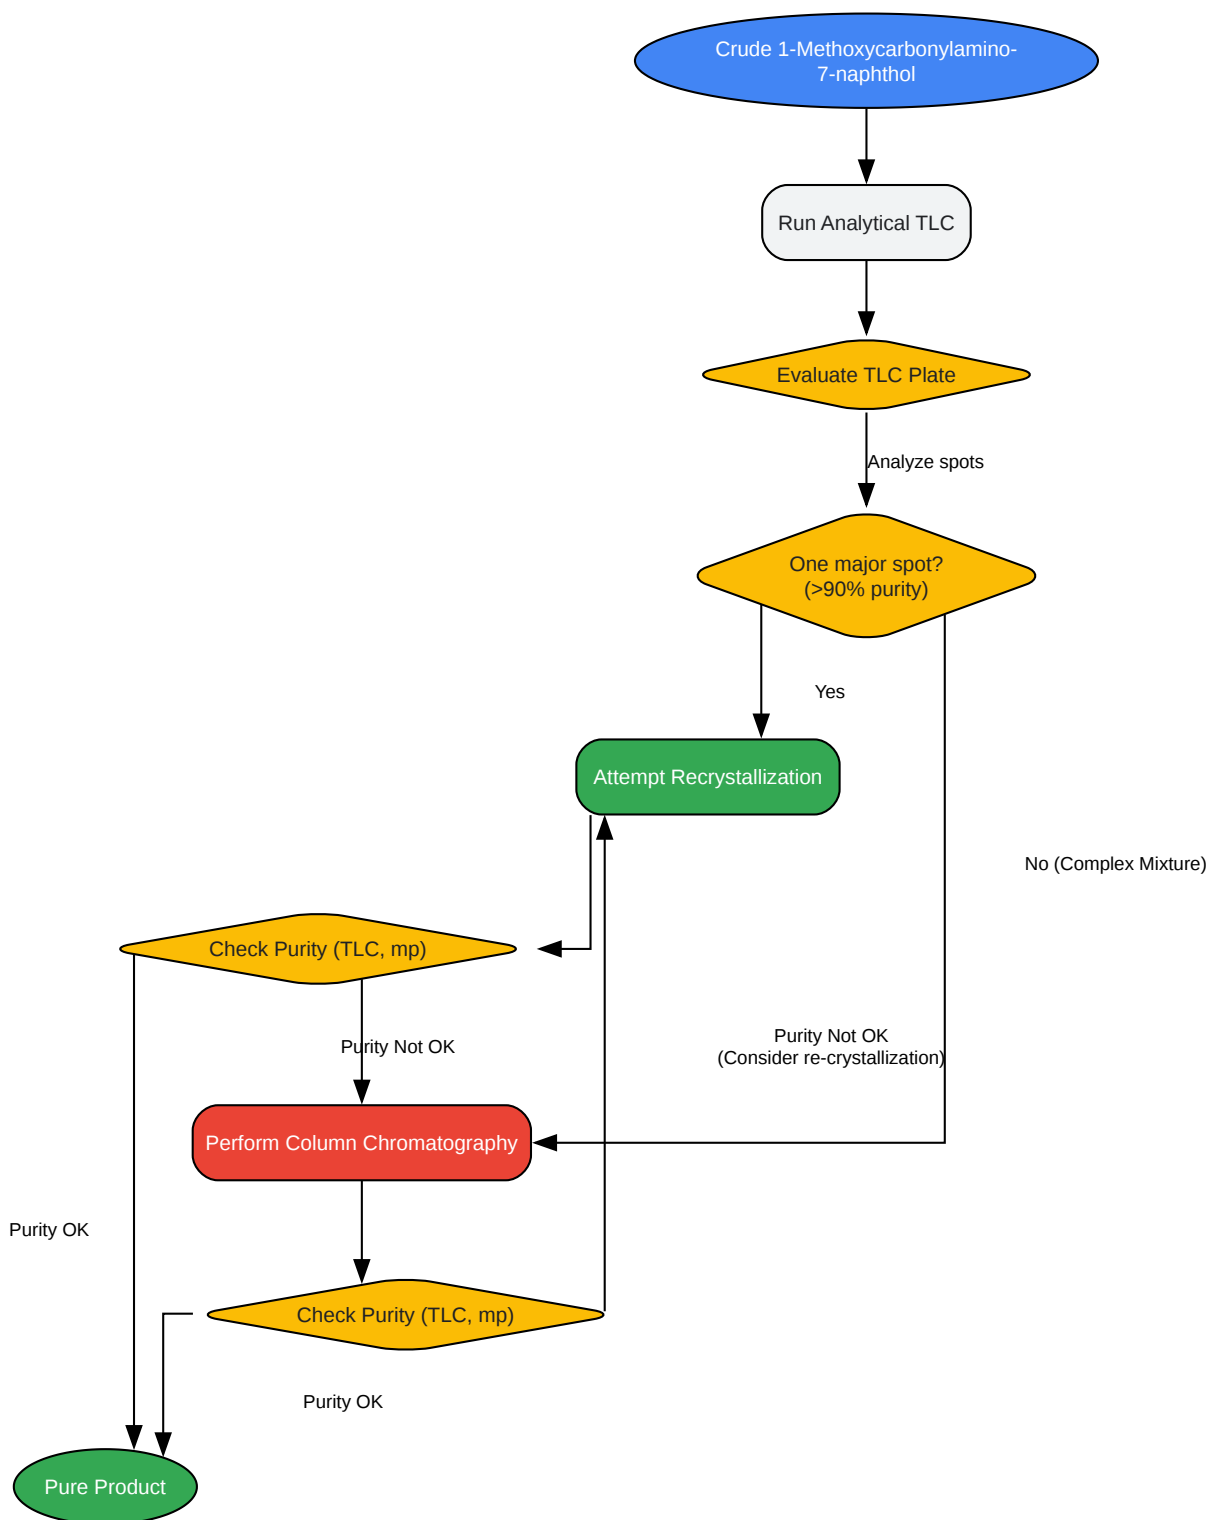 Crude 1-Methoxycarbonylamino-
7-naphthol
Run Analytical TLC
Evaluate TLC Plate
Analyze spots
One major spot?
(>90% purity)
Yes
Attempt Recrystallization
No (Complex Mixture)
Check Purity (TLC, mp)
Purity Not OK
Purity Not OK
(Consider re-crystallization)
Perform Column Chromatography
Purity OK
Check Purity (TLC, mp)
Purity OK
Pure Product